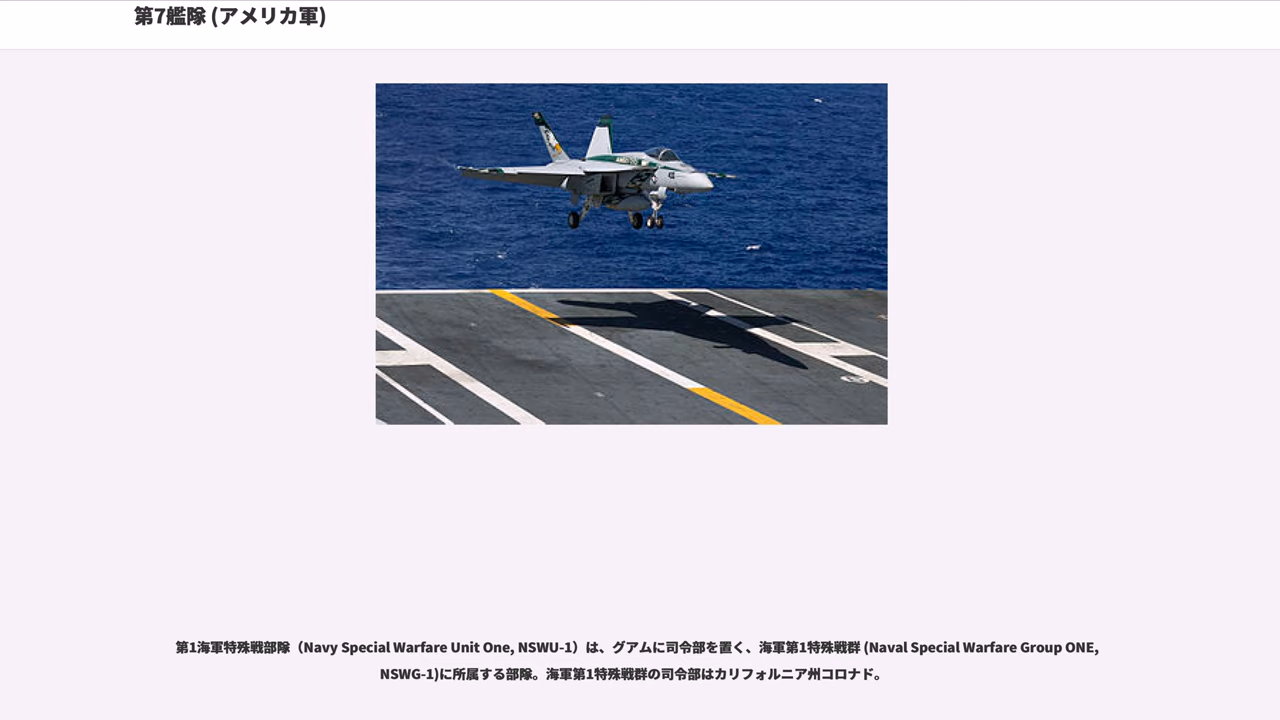 第7艦隊 (アメリカ軍)
第1海軍特殊戦部隊（Navy Special Warfare Unit One, NSWU-1）は、グアムに司令部を置く、海軍第1特殊戦群 (Naval Special Warfare Group ONE,
NSWG-1)に所属する部隊。海軍第1特殊戦群の司令部はカリフォルニア州コロナド。